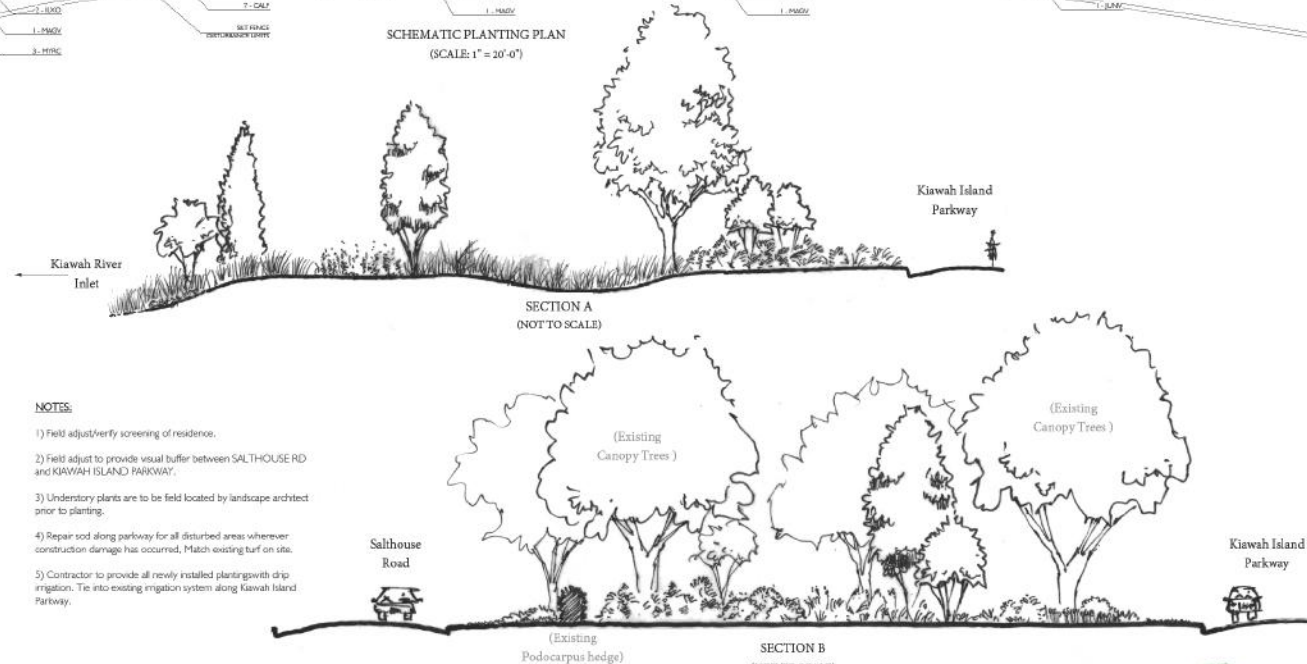 2 - ILXO
1 - MAGV
3 - MYRC
7 - CALF
SILT FENCE
DISTURBANCE LIMITS
1 - MAGV
1 - MAGV
1 - JUNV
SCHEMATIC PLANTING PLAN
(SCALE: 1" = 20'-0")
Kiawah River
Inlet
Kiawah Island
Parkway
SECTION A
(NOT TO SCALE)
NOTES:
1) Field adjust/verify screening of residence.
2) Field adjust to provide visual buffer between SALTHOUSE RD
and KIAWAH ISLAND PARKWAY.
3) Understory plants are to be field located by landscape architect
prior to planting.
4) Repair sod along parkway for all disturbed areas wherever
construction damage has occurred, Match existing turf on site.
5) Contractor to provide all newly installed plantingswith drip
irrigation. Tie into existing irrigation system along Kiawah Island
Parkway.
(Existing
Canopy Trees )
(Existing
Canopy Trees )
Salthouse
Road
Kiawah Island
Parkway
(Existing
Podocarpus hedge)
SECTION B